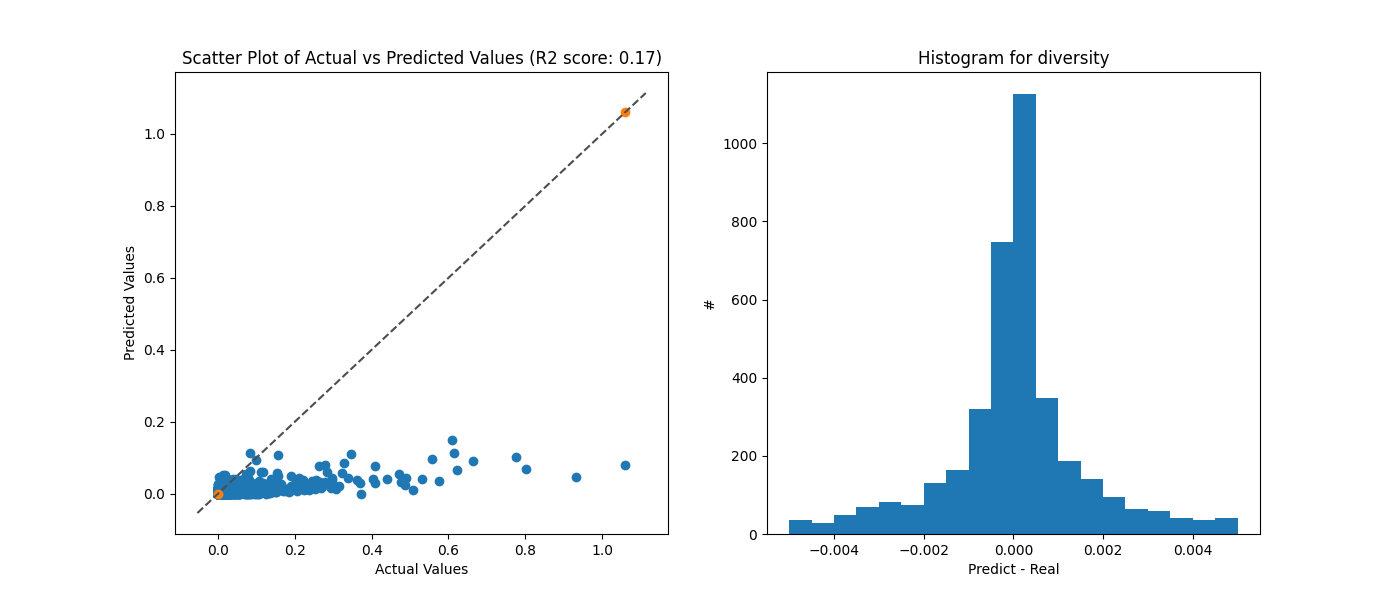 Scatter Plot of Actual vs Predicted Values (R2 score: 0.17)
Predicted Values
1.0
0.8
0.6
0.4
0.2
0.0
0.0 0.2 0.4 0.6 0.8 1.0
Actual Values
Histogram for diversity
#
1000
800
600
400
200
0
−0.004 −0.002 0.000 0.002 0.004
Predict - Real